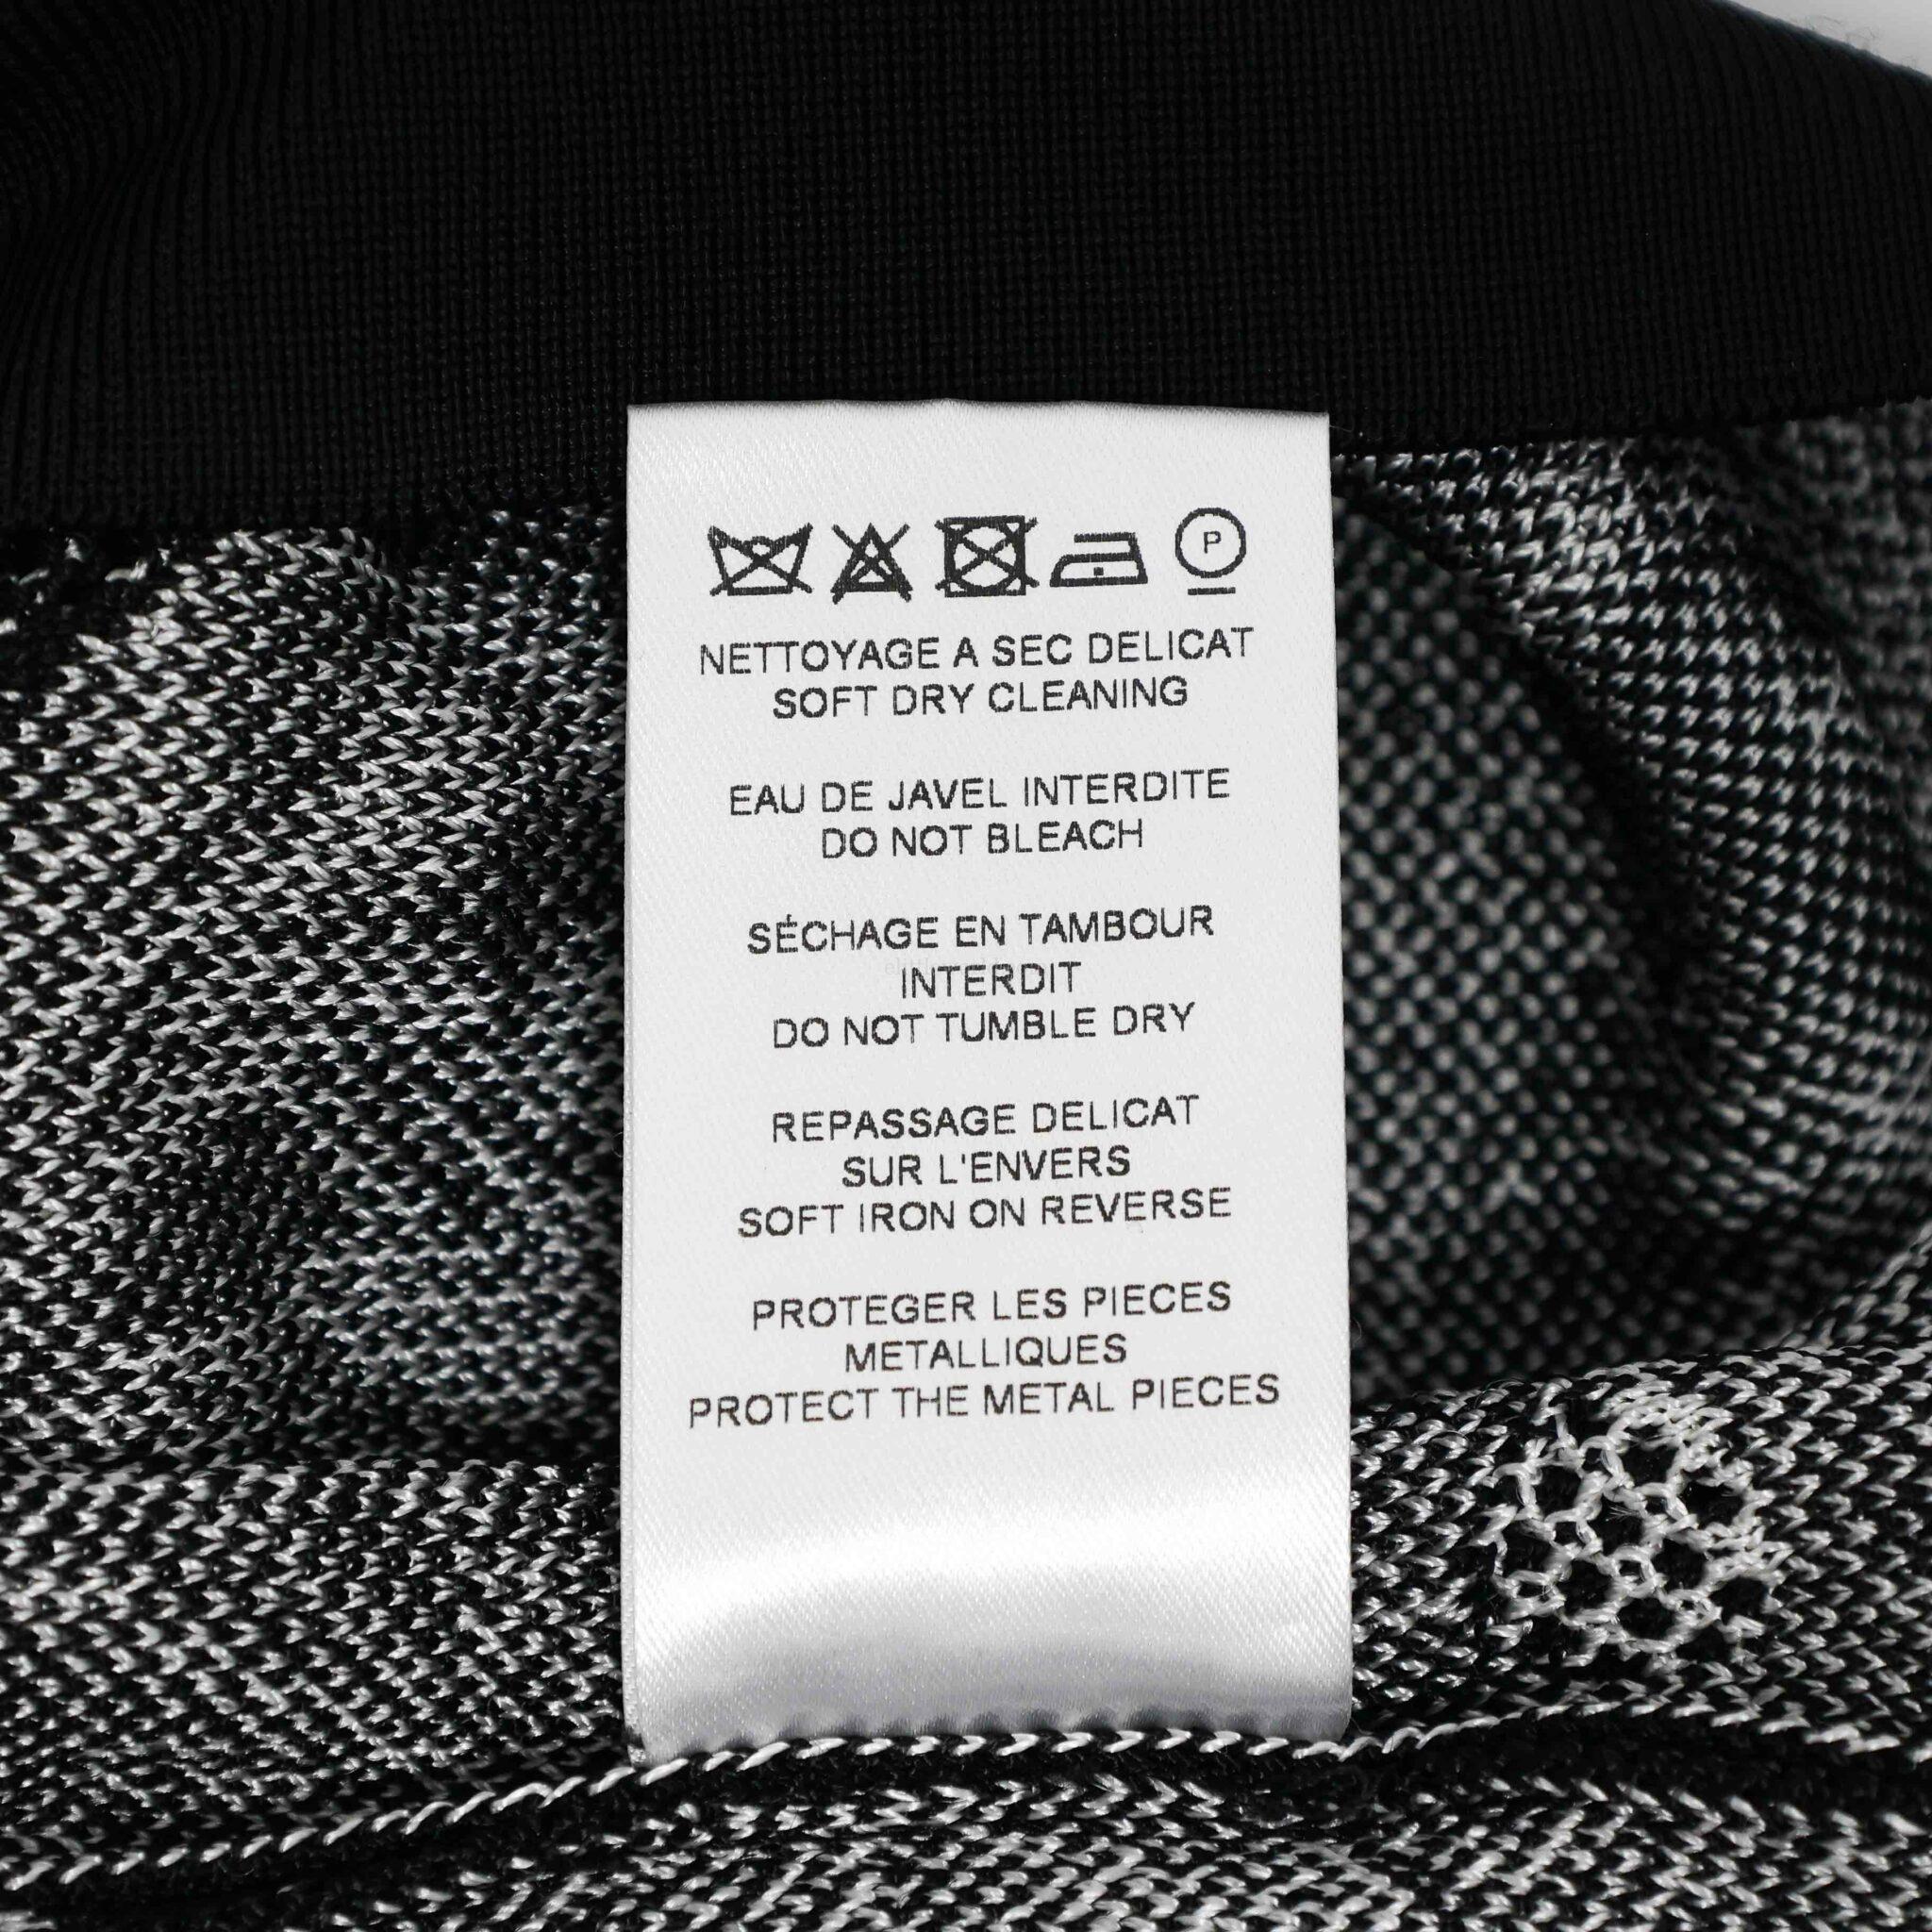 P
NETTOYAGE A SEC DELICAT
SOFT DRY CLEANING
EAU DE JAVEL INTERDITE
DO NOT BLEACH
SÉCHAGE EN TAMBOUR
INTERDIT
DO NOT TUMBLE DRY
REPASSAGE DELICAT
SUR L'ENVERS
SOFT IRON ON REVERSE
PROTEGER LES PIECES
METALLIQUES
PROTECT THE METAL PIECES